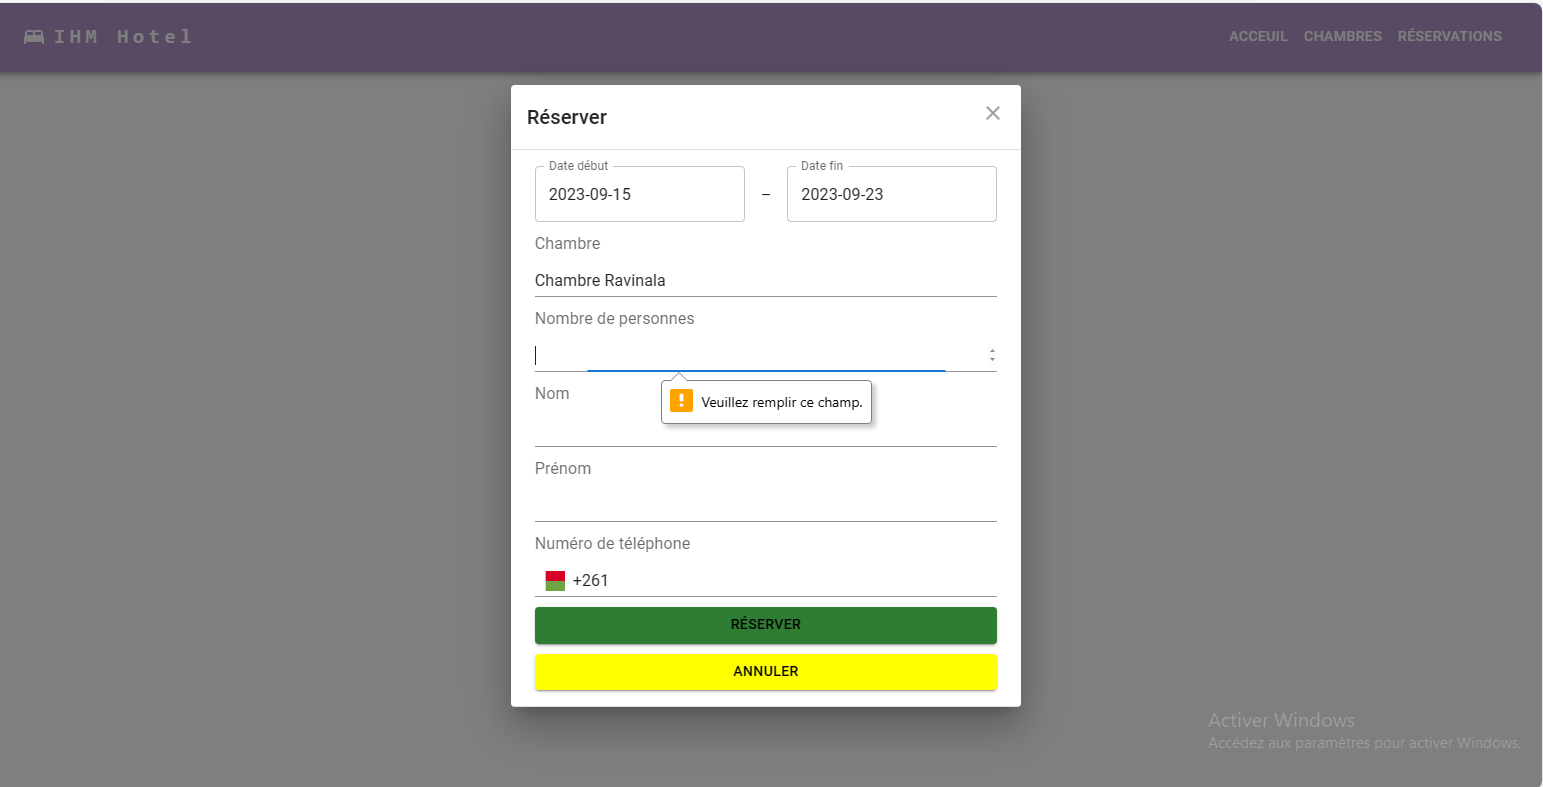 IHM Hotel
ACCEUIL CHAMBRES RÉSERVATIONS
Réserver
Date début
Date fin
2023-09-15 – 2023-09-23
Chambre
Chambre Ravinala
Nombre de personnes
Veuillez remplir ce champ.
Nom
Prénom
Numéro de téléphone
+261
RÉSERVER
ANNULER
Activer Windows
Accédez aux paramètres pour activer Windows.